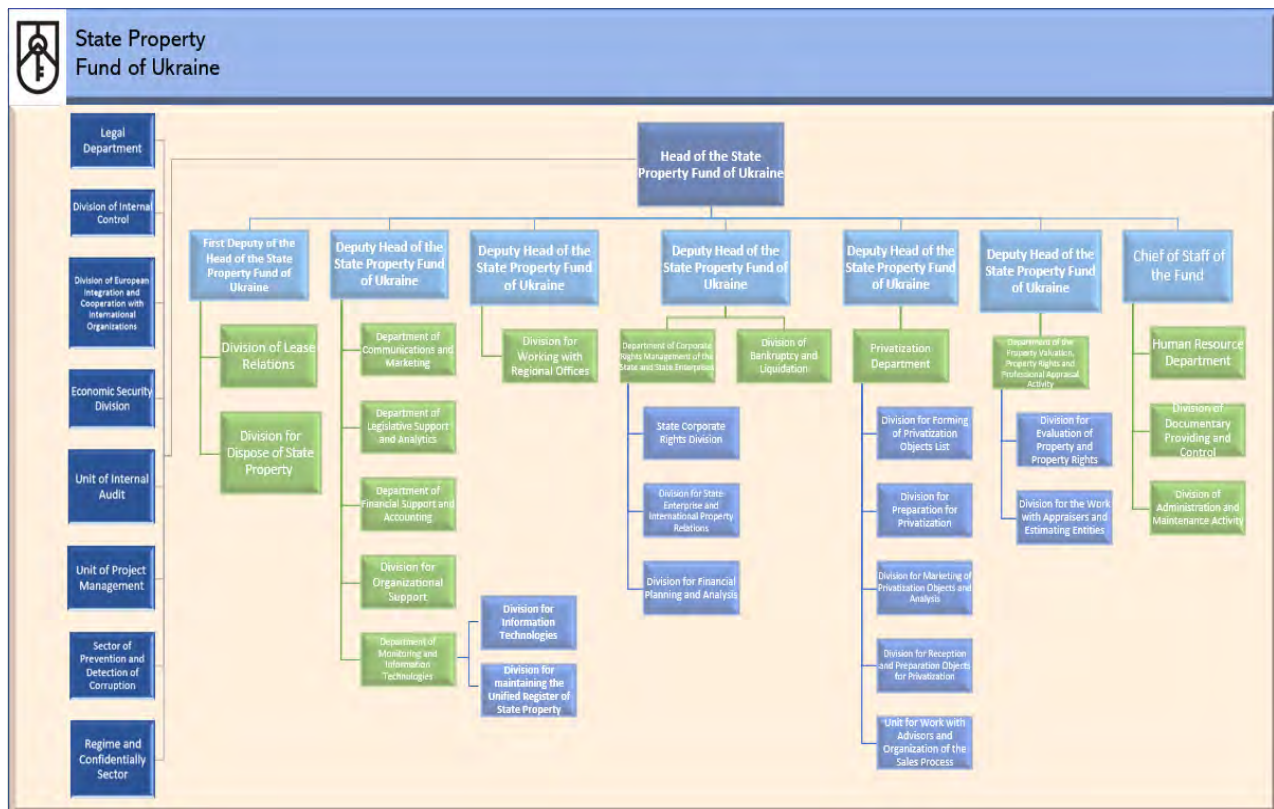 State Property
Fund of Ukraine
Legal
Department
Division of Internal
Control
Division of European
Integration and
Cooperation with
International
Organizations
Economic Security
Division
Unit of Internal
Audit
Unit of Project
Management
Sector of
Prevention and
Detection of
Corruption
Regime and
Confidentially
Sector
Head of the State
Property Fund of Ukraine
First Deputy of the
Head of the State
Property Fund of
Ukraine
Division of Lease
Relations
Division for
Dispose of State
Property
Deputy Head of the
State Property Fund
of Ukraine
Department of
Communications and
Marketing
Department of
Legislative Support
and Analytics
Department of
Financial Support and
Accounting
Division for
Organizational
Support
Department of
Monitoring and
Information
Technologies
Division for
Information
Technologies
Division for
maintaining the
Unified Register of
State Property
Deputy Head of the
State Property Fund
of Ukraine
Division for
Working with
Regional Offices
Deputy Head of the
State Property Fund of
Ukraine
Department of Corporate
Rights Management of the
State and State Enterprises
Division of
Bankruptcy and
Liquidation
State Corporate
Rights Division
Division for State
Enterprise and
International Property
Relations
Division for Financial
Planning and Analysis
Deputy Head of the
State Property Fund
of Ukraine
Privatization
Department
Division for Forming
of Privatization
Objects List
Division for
Preparation for
Privatization
Division for Marketing of
Privatization Objects and
Analysis
Division for Reception
and Preparation Objects
for Privatization
Unit for Work with
Advisors and
Organization of the
Sales Process
Deputy Head of the
State Property Fund
of Ukraine
Department of the
Property Valuation,
Property Rights and
Professional Appraisal
Activity
Division for
Evaluation of
Property and
Property Rights
Division for the Work
with Appraisers and
Estimating Entities
Chief of Staff of
the Fund
Human Resource
Department
Division of
Documentary
Providing and
Control
Division of
Administration and
Maintenance Activity